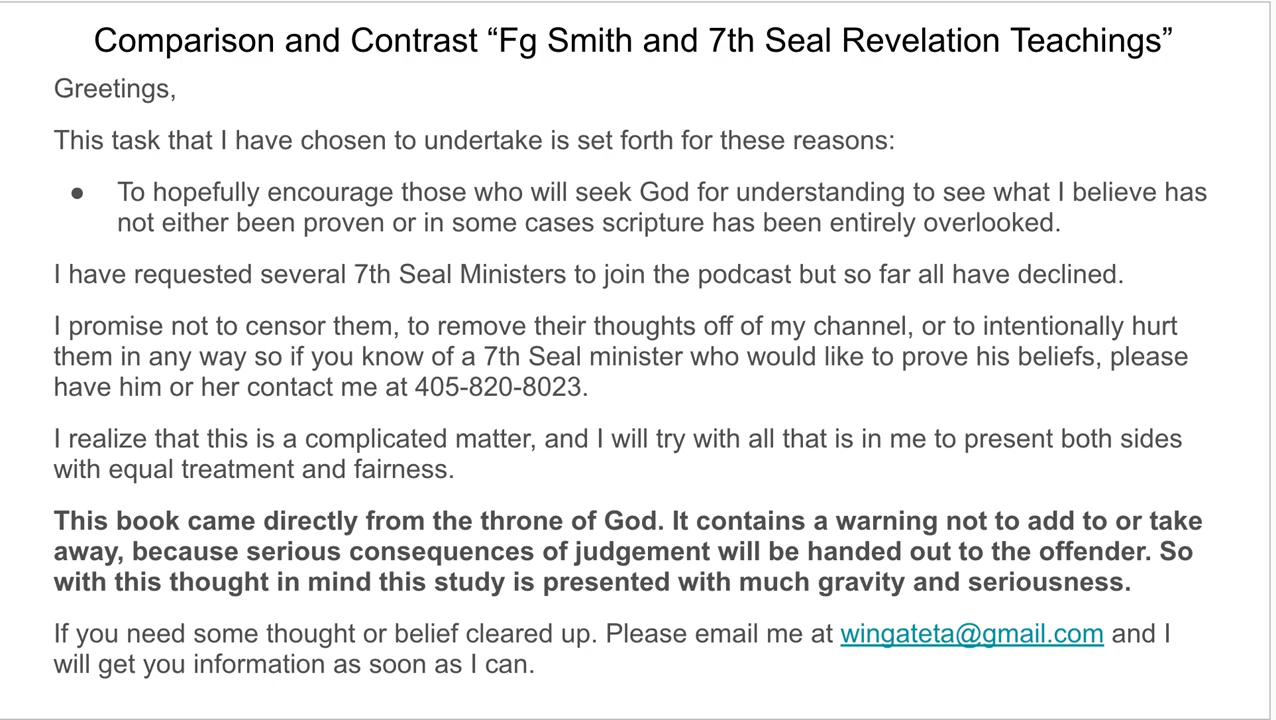 Comparison and Contrast “Fg Smith and 7th Seal Revelation Teachings”
Greetings,
This task that I have chosen to undertake is set forth for these reasons:
● To hopefully encourage those who will seek God for understanding to see what I believe has
not either been proven or in some cases scripture has been entirely overlooked.
I have requested several 7th Seal Ministers to join the podcast but so far all have declined.
I promise not to censor them, to remove their thoughts off of my channel, or to intentionally hurt
them in any way so if you know of a 7th Seal minister who would like to prove his beliefs, please
have him or her contact me at 405-820-8023.
I realize that this is a complicated matter, and I will try with all that is in me to present both sides
with equal treatment and fairness.
This book came directly from the throne of God. It contains a warning not to add to or take
away, because serious consequences of judgement will be handed out to the offender. So
with this thought in mind this study is presented with much gravity and seriousness.
If you need some thought or belief cleared up. Please email me at wingateta@gmail.com and I
will get you information as soon as I can.